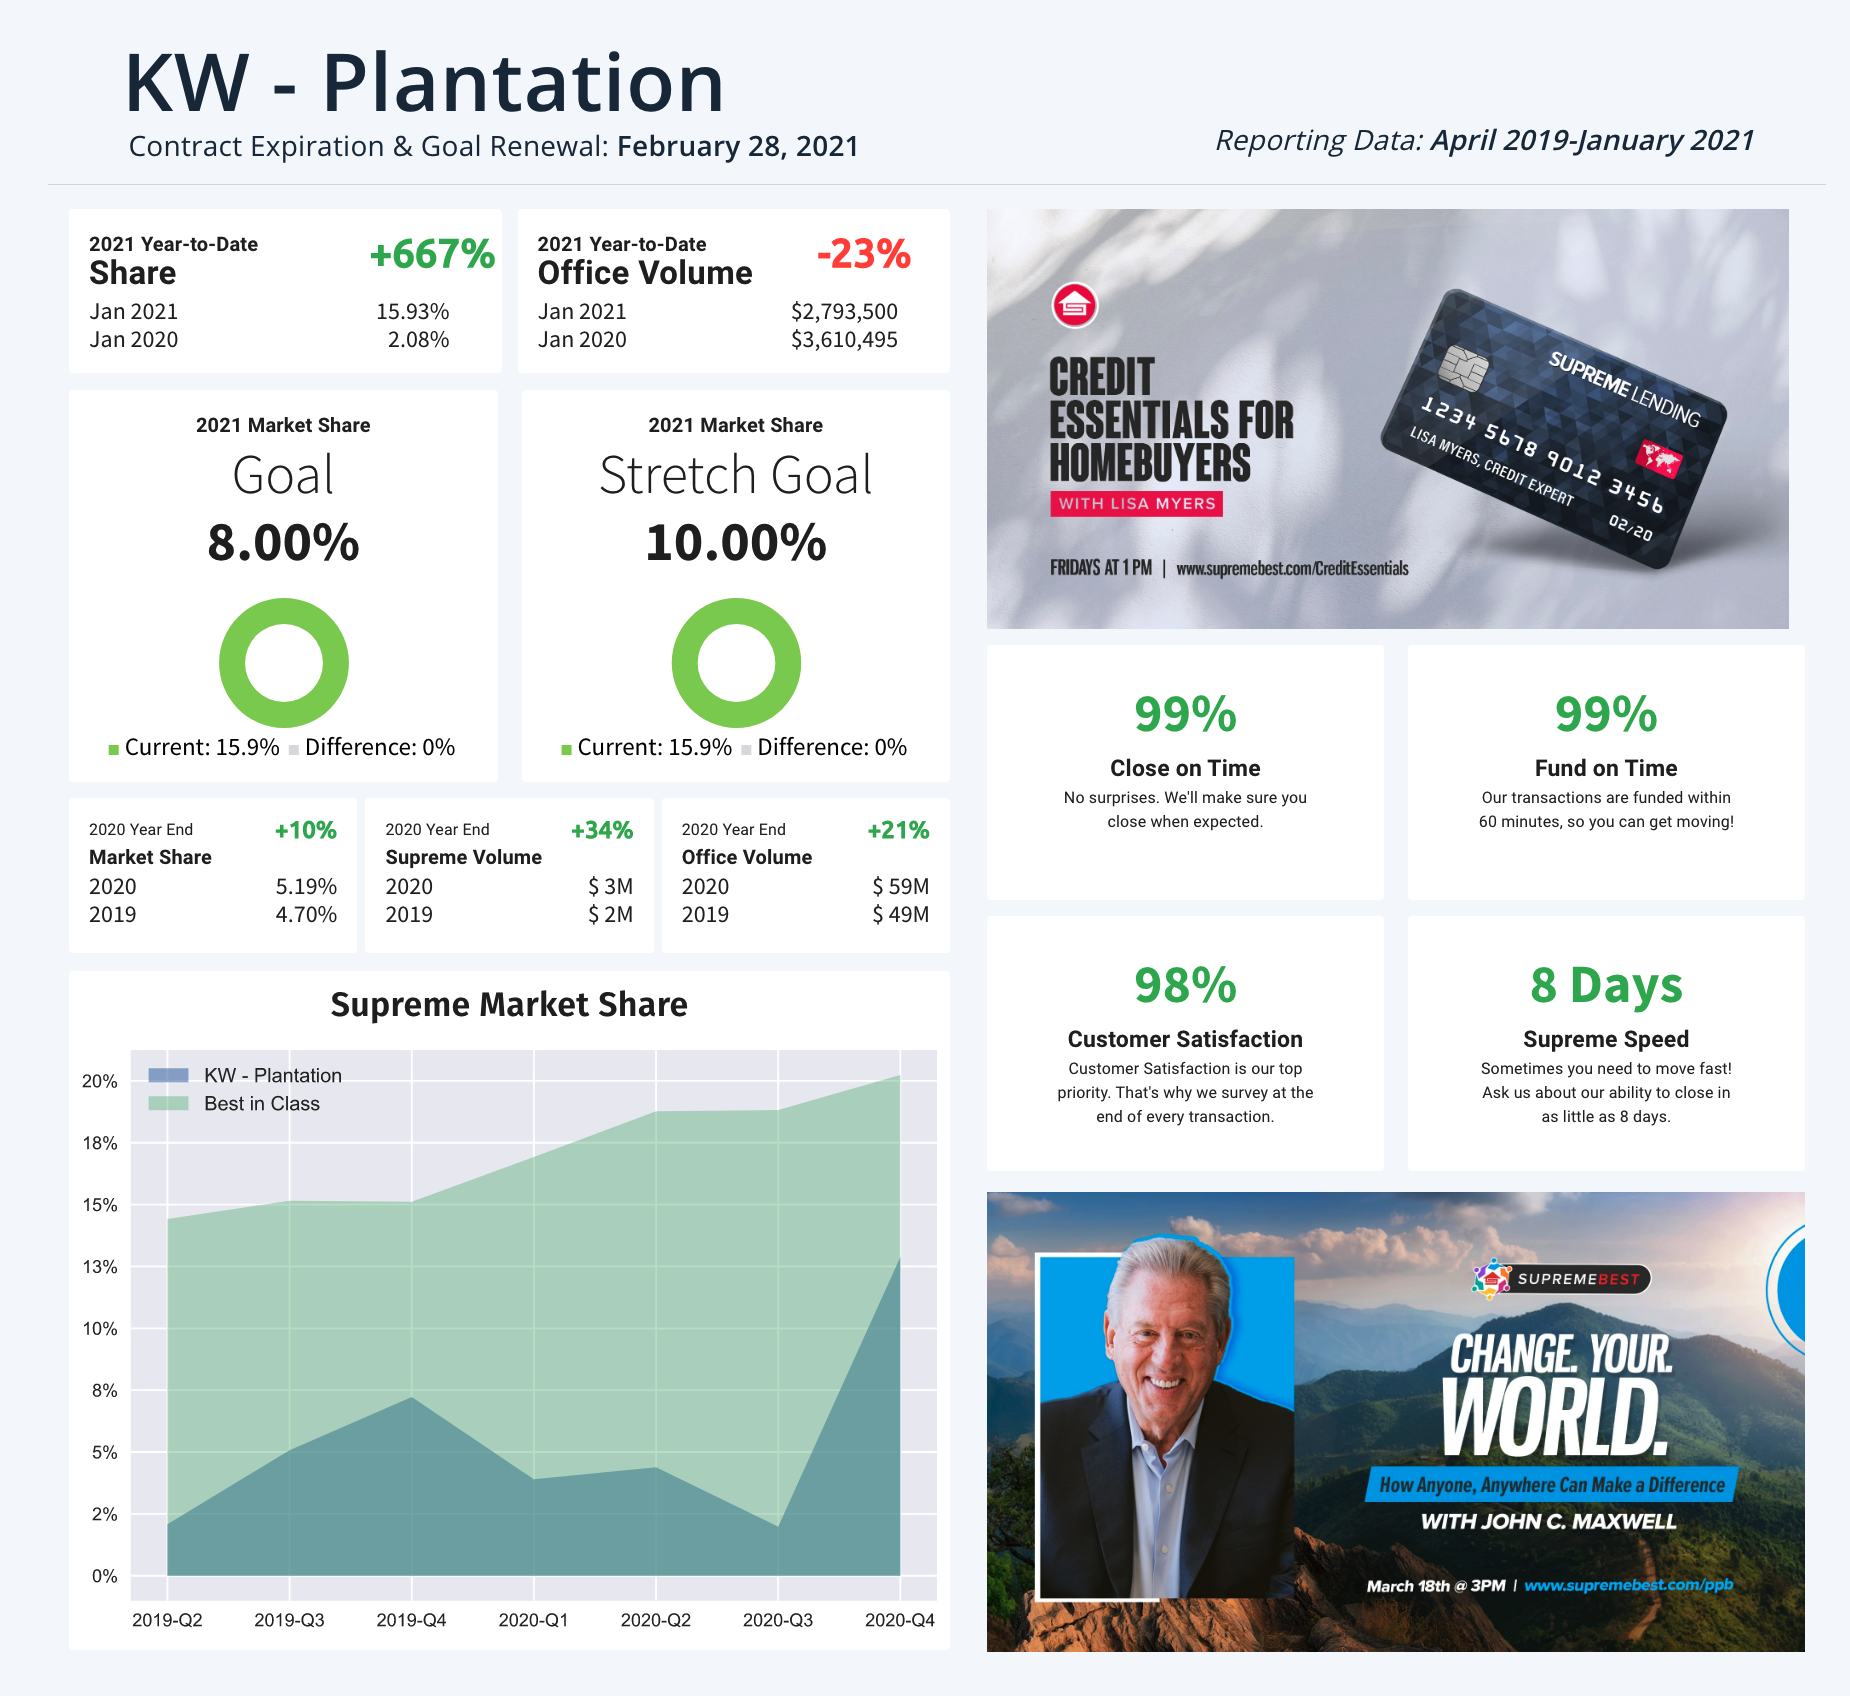 KW - Plantation
Contract Expiration & Goal Renewal: February 28, 2021
Reporting Data: April 2019-January 2021
2021 Year-to-Date
Share
+667%
Jan 2021 15.93%
Jan 2020 2.08%
2021 Year-to-Date
Office Volume
-23%
Jan 2021 $2,793,500
Jan 2020 $3,610,495
2021 Market Share
Goal
8.00%
Current: 15.9% Difference: 0%
2021 Market Share
Stretch Goal
10.00%
Current: 15.9% Difference: 0%
2020 Year End +10%
Market Share
2020 5.19%
2019 4.70%
2020 Year End +34%
Supreme Volume
2020 $ 3M
2019 $ 2M
2020 Year End +21%
Office Volume
2020 $ 59M
2019 $ 49M
Supreme Market Share
KW - Plantation
Best in Class
20%
18%
15%
13%
10%
8%
5%
2%
0%
2019-Q2 2019-Q3 2019-Q4 2020-Q1 2020-Q2 2020-Q3 2020-Q4
CREDIT
ESSENTIALS FOR
HOMEBUYERS
WITH LISA MYERS
FRIDAYS AT 1 PM | www.supremebest.com/CreditEssentials
SUPREME LENDING
1234 5678 9012 3456
LISA MYERS, CREDIT EXPERT
02/20
99%
Close on Time
No surprises. We'll make sure you
close when expected.
99%
Fund on Time
Our transactions are funded within
60 minutes, so you can get moving!
98%
Customer Satisfaction
Customer Satisfaction is our top
priority. That's why we survey at the
end of every transaction.
8 Days
Supreme Speed
Sometimes you need to move fast!
Ask us about our ability to close in
as little as 8 days.
SUPREMEBEST
CHANGE. YOUR.
WORLD.
How Anyone, Anywhere Can Make a Difference
WITH JOHN C. MAXWELL
March 18th @ 3PM | www.supremebest.com/ppb